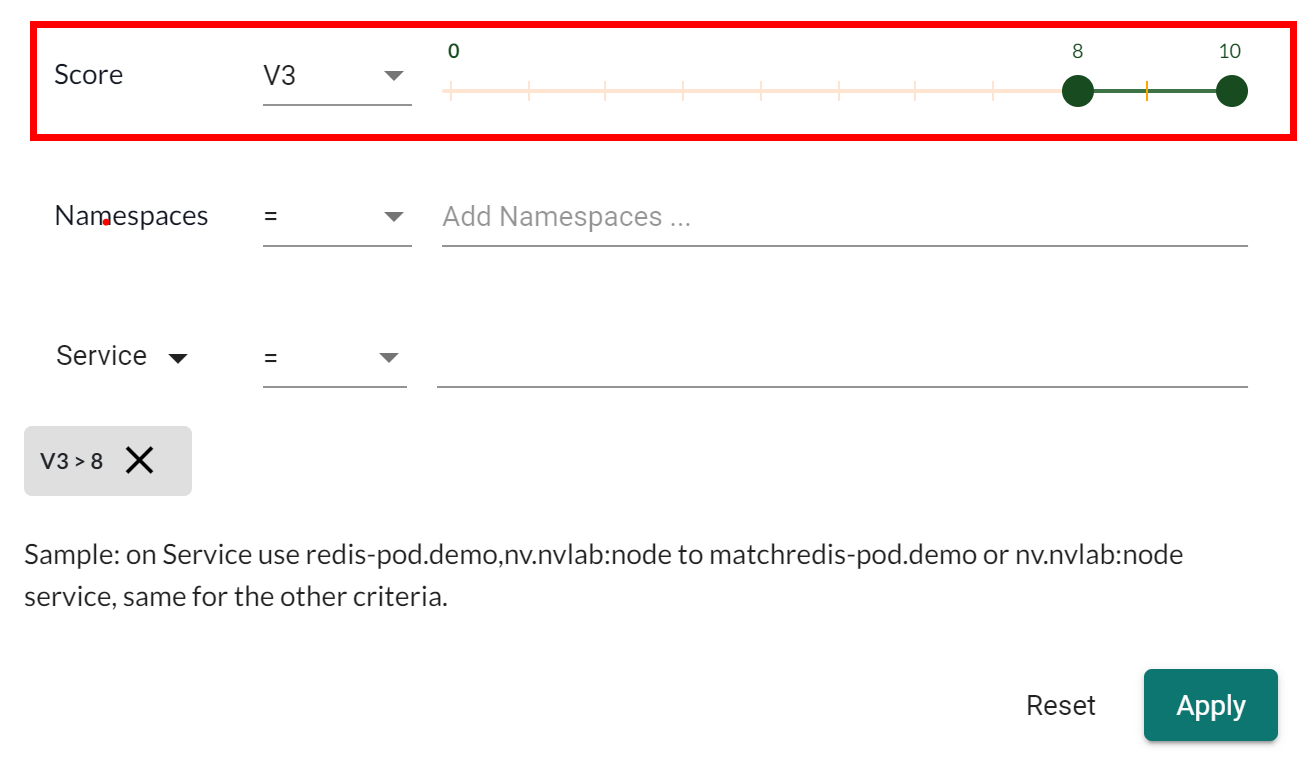 0 8 10
Score V3
Namespaces = Add Namespaces ...
Service =
V3 > 8
Sample: on Service use redis-pod.demo,nv.nvlab:node to matchredis-pod.demo or nv.nvlab:node
service, same for the other criteria.
Reset Apply